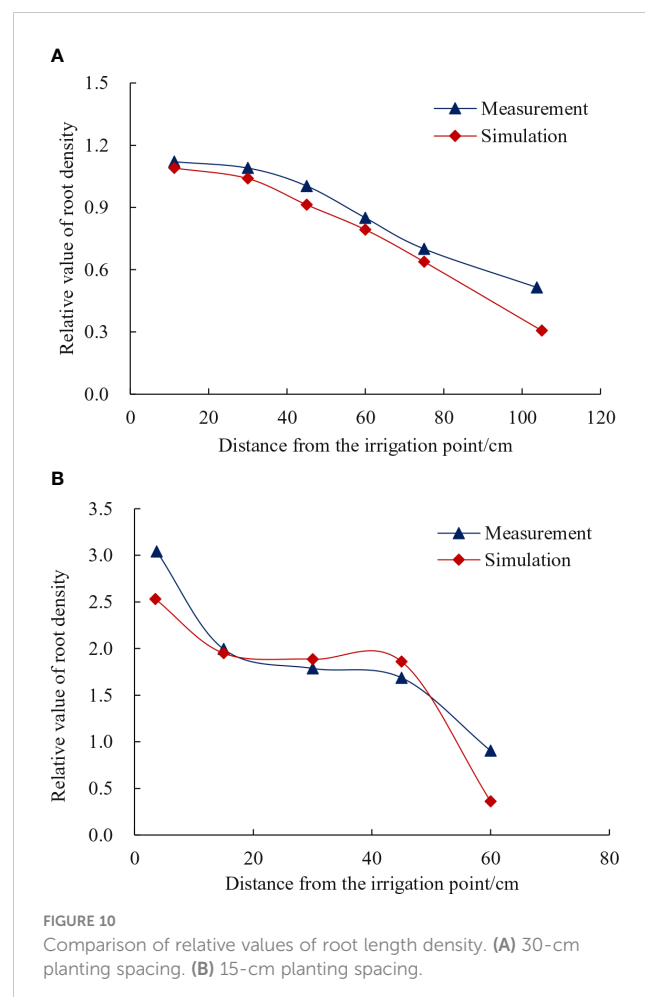 A
1.5
1.2
0.9
0.6
0.3
0.0
Relative value of root density
Measurement
Simulation
0 20 40 60 80 100 120
Distance from the irrigation point/cm
B
3.5
3.0
2.5
2.0
1.5
1.0
0.5
0.0
Relative value of root density
Measurement
Simulation
0 20 40 60 80
Distance from the irrigation point/cm
FIGURE 10
Comparison of relative values of root length density. (A) 30-cm
planting spacing. (B) 15-cm planting spacing.